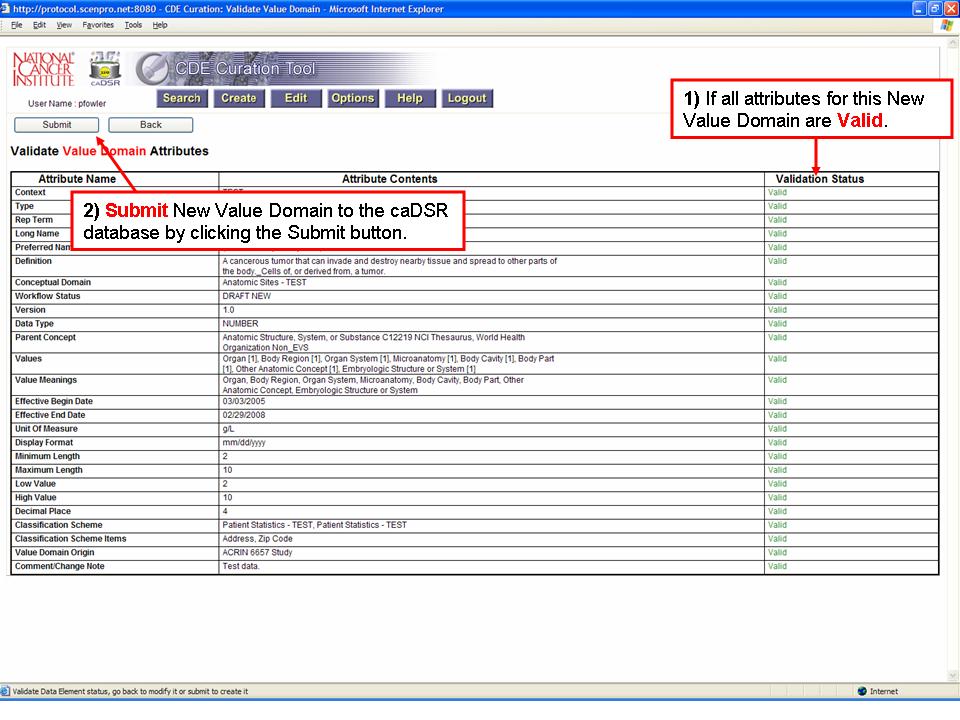 http://protocol.scenpro.net:8080 - CDE Curation: Validate Value Domain - Microsoft Internet Explorer
File Edit View Favorites Tools Help
NATIONAL
CANCER
INSTITUTE
caDSR
CDE Curation Tool
User Name : pfowler
Search Create Edit Options Help Logout
Submit Back
1) If all attributes for this New
Value Domain are Valid.
Validate Value Domain Attributes
Attribute Name Attribute Contents Validation Status
Context Valid
Type Valid
Rep Term Valid
Long Name Valid
Preferred Valid
2) Submit New Value Domain to the caDSR
database by clicking the Submit button.
Definition A cancerous tumor that can invade and destroy nearby tissue and spread to other parts of Valid
the body._Cells of, or derived from, a tumor.
Conceptual Domain Anatomic Sites - TEST Valid
Workflow Status DRAFT NEW Valid
Version 1.0 Valid
Data Type NUMBER Valid
Parent Concept Anatomic Structure, System, or Substance C12219 NCI Thesaurus, World Health Valid
Organization Non_EVS
Values Organ [1], Body Region [1], Organ System [1], Microanatomy [1], Body Cavity [1], Body Part Valid
[1], Other Anatomic Concept [1], Embryologic Structure or System [1]
Value Meanings Organ, Body Region, Organ System, Microanatomy, Body Cavity, Body Part, Other Valid
Anatomic Concept, Embryologic Structure or System
Effective Begin Date 03/03/2005 Valid
Effective End Date 02/29/2008 Valid
Unit Of Measure g/L Valid
Display Format mm/dd/yyyy Valid
Minimum Length 2 Valid
Maximum Length 10 Valid
Low Value 2 Valid
High Value 10 Valid
Decimal Place 4 Valid
Classification Scheme Patient Statistics - TEST, Patient Statistics - TEST Valid
Classification Scheme Items Address, Zip Code Valid
Value Domain Origin ACRIN 6657 Study Valid
Comment/Change Note Test data. Valid
Validate Data Element status, go back to modify it or submit to create it
Internet